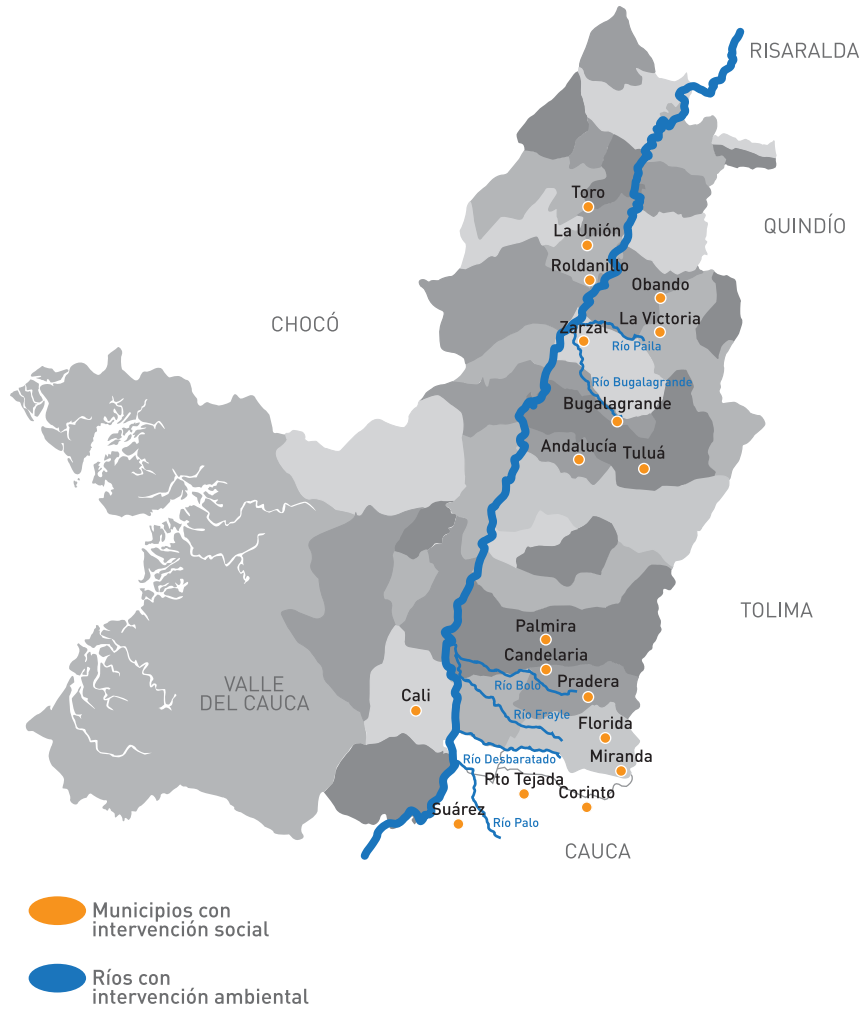 RISARALDA
Toro
QUINDÍO
La Unión
Roldanillo
Obando
CHOCÓ
La Victoria
Zarzal
Río Paila
Río Bugalagrande
Bugalagrande
Andalucía
Tuluá
TOLIMA
Palmira
Candelaria
Pradera
Río Bolo
VALLE
DEL CAUCA
Cali
Río Frayle
Florida
Miranda
Río Desbaratado
Pto Tejada
Corinto
Suárez
Río Palo
CAUCA
Municipios con
intervención social
Ríos con
intervención ambiental